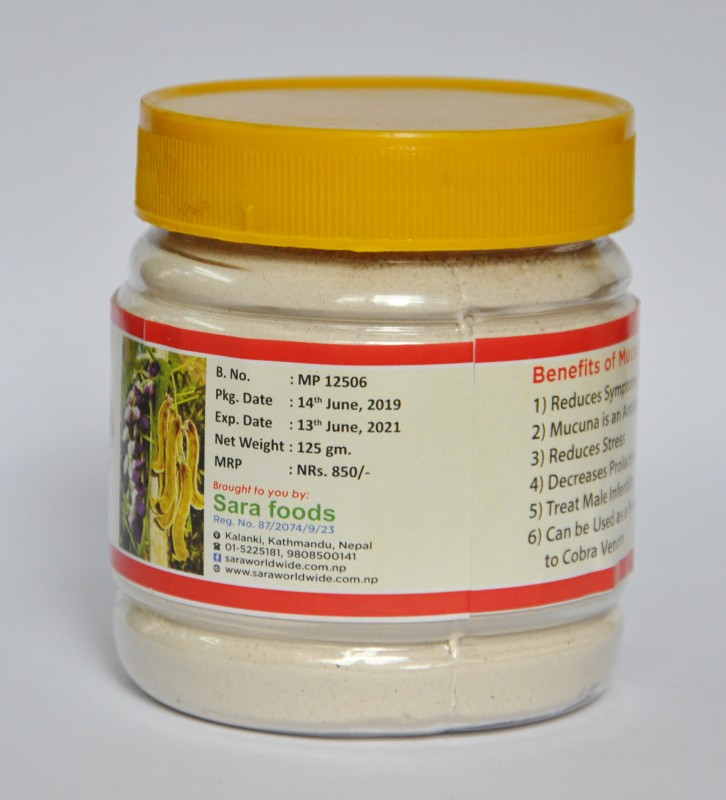 B. No. : MP 12506
Pkg. Date : 14th June, 2019
Exp. Date : 13th June, 2021
Net Weight : 125 gm.
MRP : NRs. 850/-
Brought to you by:
Sara foods
Reg. No. 87/2074/9/23
Kalanki, Kathmandu, Nepal
01-5225181, 9808500141
saraworldwide.com.np
www.saraworldwide.com.np
Benefits of
1) Reduces
2) Mucuna is an
3) Reduces Stress
4) Decreases
5) Treat Male
6) Can be Used as
to Cobra Venim